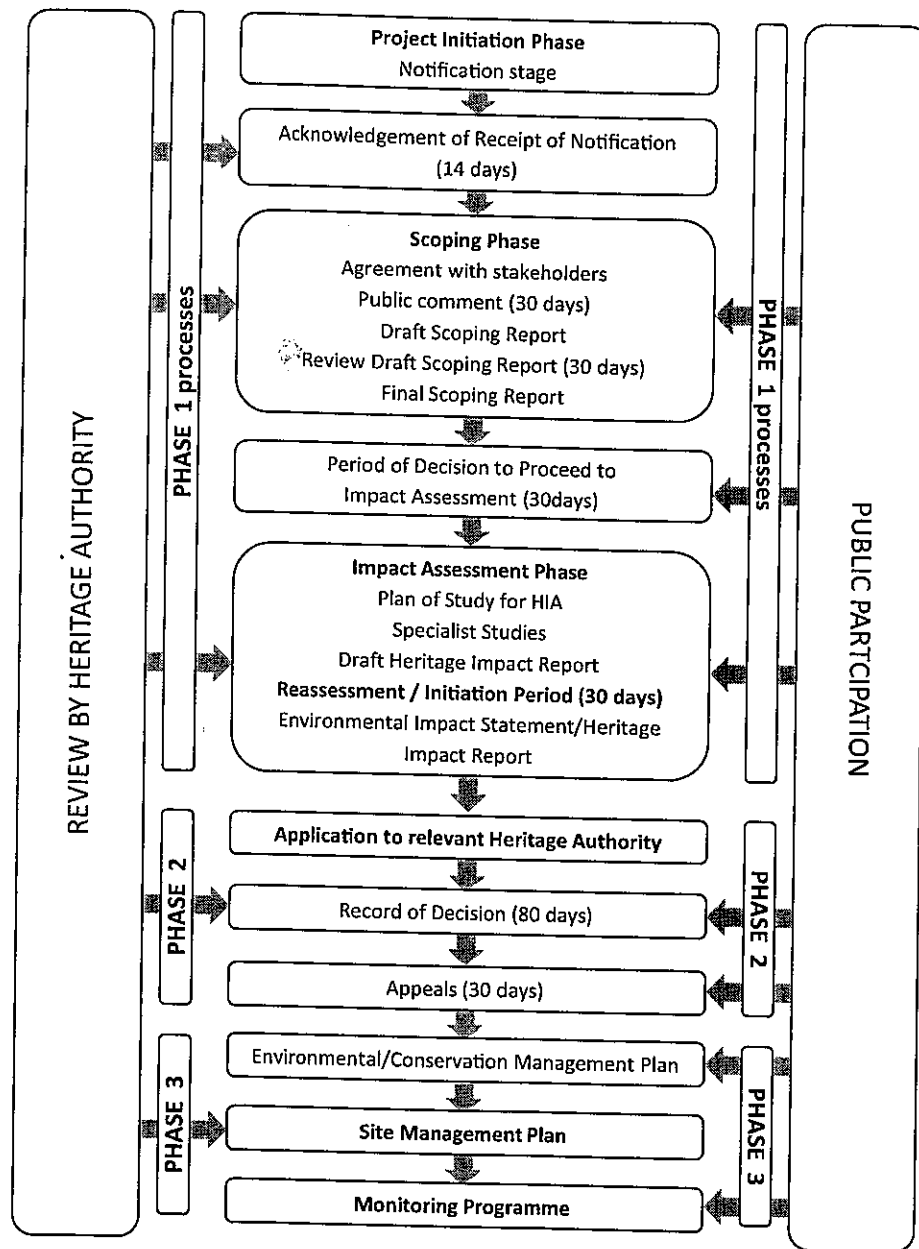 REVIEW BY HERITAGE AUTHORITY
PHASE 1 processes
PHASE 2
PHASE 3
Project Initiation Phase
Notification stage
Acknowledgement of Receipt of Notification
(14 days)
Scoping Phase
Agreement with stakeholders
Public comment (30 days)
Draft Scoping Report
Review Draft Scoping Report (30 days)
Final Scoping Report
Period of Decision to Proceed to
Impact Assessment (30days)
Impact Assessment Phase
Plan of Study for HIA
Specialist Studies
Draft Heritage Impact Report
Reassessment / Initiation Period (30 days)
Environmental Impact Statement/Heritage
Impact Report
Application to relevant Heritage Authority
Record of Decision (80 days)
Appeals (30 days)
Environmental/Conservation Management Plan
Site Management Plan
Monitoring Programme
PHASE 1 processes
PHASE 2
PHASE 3
PUBLIC PARTCIPATION